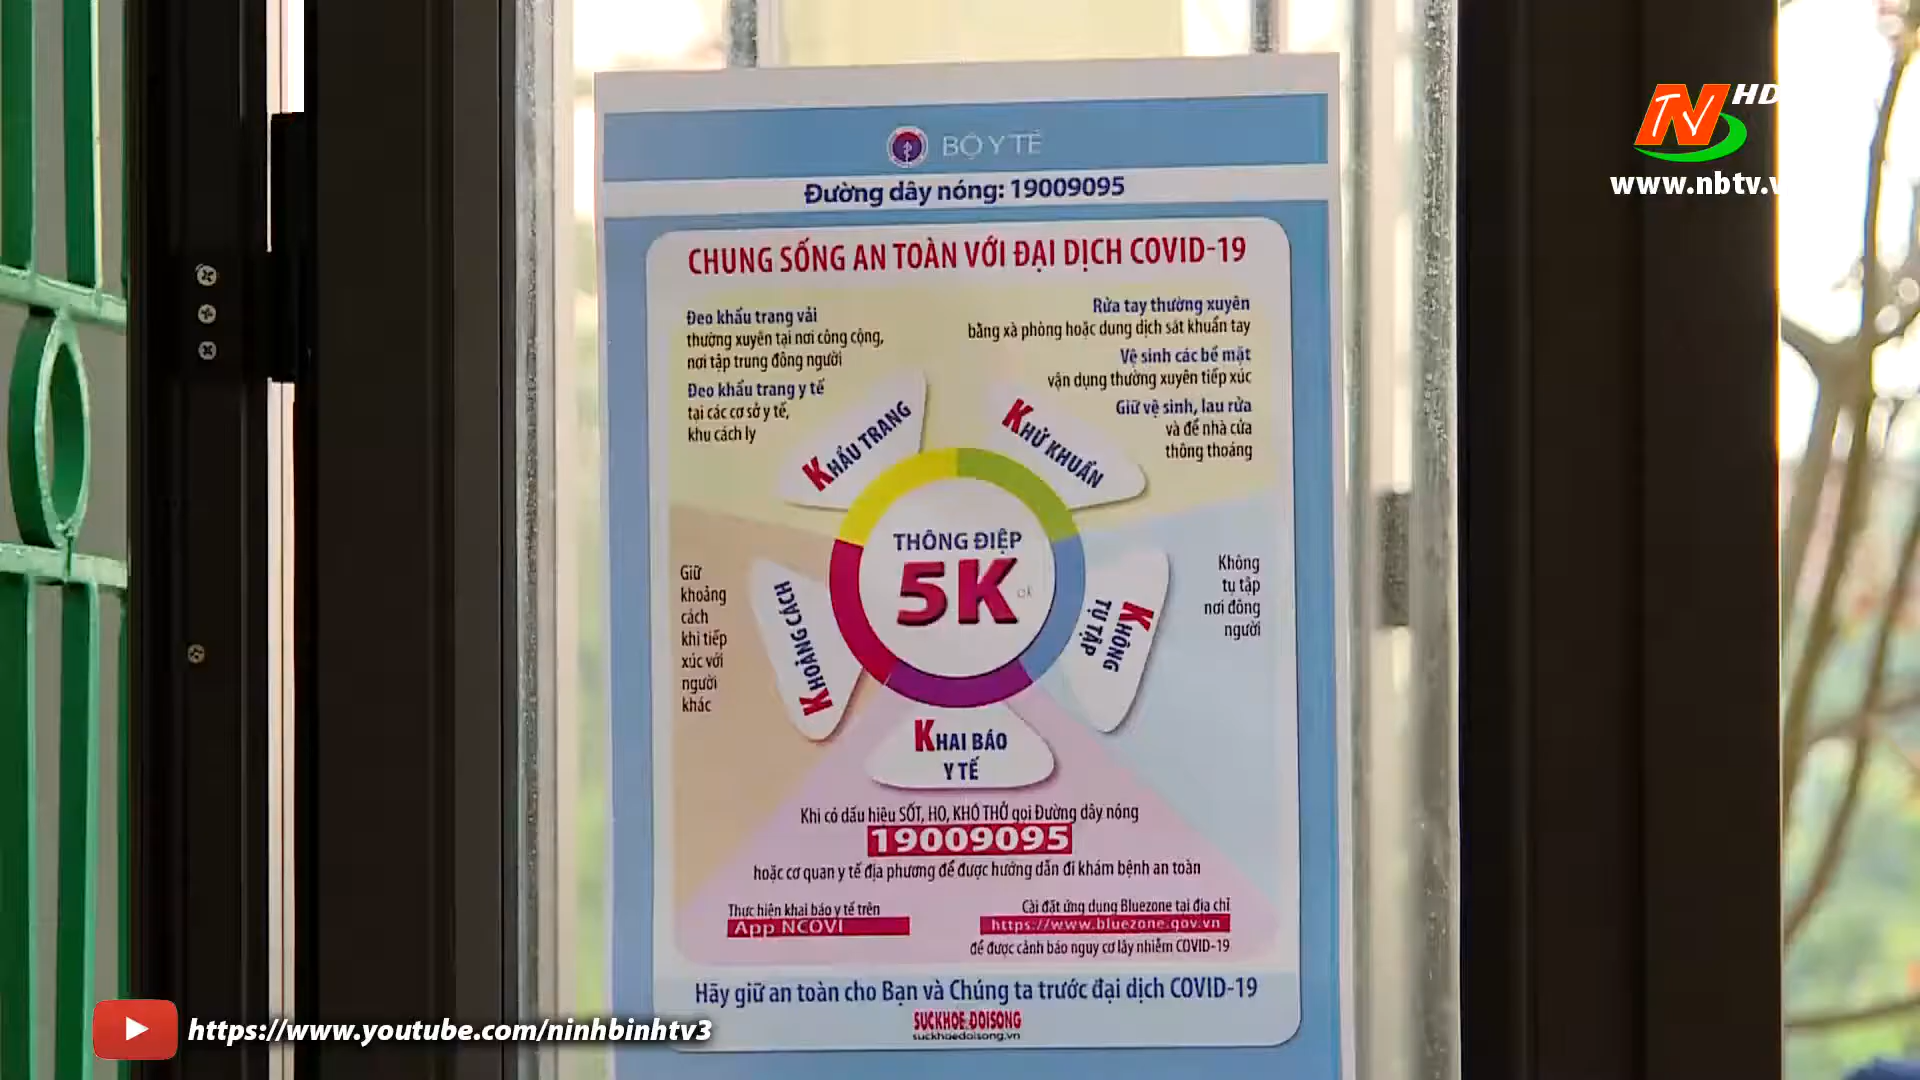 BỘ Y TẾ
Đường dây nóng: 19009095
CHUNG SỐNG AN TOÀN VỚI ĐẠI DỊCH COVID-19
Đeo khẩu trang vải
thường xuyên tại nơi công cộng,
nơi tập trung đông người
Đeo khẩu trang y tế
tại các cơ sở y tế,
khu cách ly
Rửa tay thường xuyên
bằng xà phòng hoặc dung dịch sát khuẩn tay
Vệ sinh các bề mặt
vận dụng thường xuyên tiếp xúc
Giữ vệ sinh, lau rửa
và để nhà cửa
thông thoáng
KHẨU TRANG
KHỬ KHUẨN
THÔNG ĐIỆP
5K
ok
Giữ
khoảng
cách
khi tiếp
xúc với
người
khác
KHOẢNG CÁCH
KHÔNG
TỤ TẬP
Không
tụ tập
nơi đông
người
KHAI BÁO
Y TẾ
Khi có dấu hiệu SỐT, HO, KHÓ THỞ gọi Đường dây nóng
19009095
hoặc cơ quan y tế địa phương để được hướng dẫn đi khám bệnh an toàn
Thực hiện khai báo y tế trên
App NCOVI
Cài đặt ứng dụng Bluezone tại địa chỉ
https://www.bluezone.gov.vn
để được cảnh báo nguy cơ lây nhiễm COVID-19
Hãy giữ an toàn cho Bạn và Chúng ta trước đại dịch COVID-19
SUCKHOE DOISONG
suckhoedoisong.vn
NTV HD
www.nbtv.v
https://www.youtube.com/ninhbinhtv3